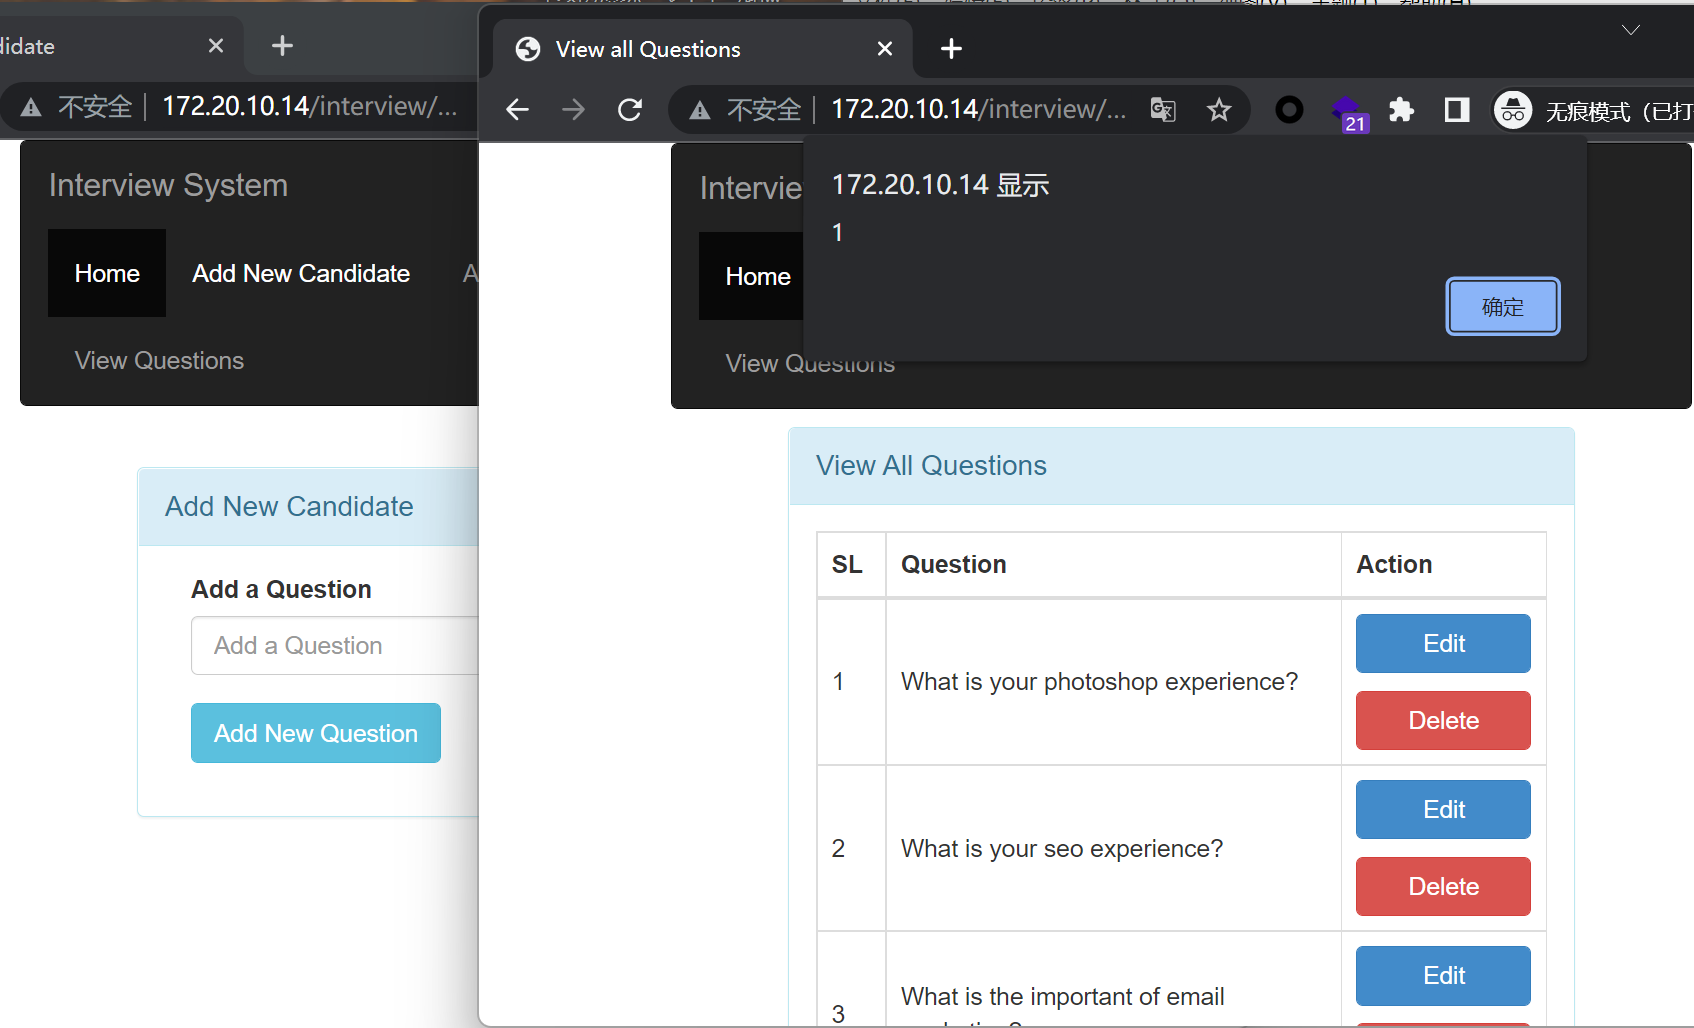 didate
不安全 172.20.10.14/interview/...
Interview System
Home
Add New Candidate
A
View Questions
Add New Candidate
Add a Question
Add a Question
Add New Question
View all Questions
不安全 172.20.10.14/interview/...
21
无痕模式（已打
Intervie
172.20.10.14 显示
1
确定
Home
View Questions
View All Questions
SL Question Action
1 What is your photoshop experience? Edit
Delete
2 What is your seo experience? Edit
Delete
3 What is the important of email Edit